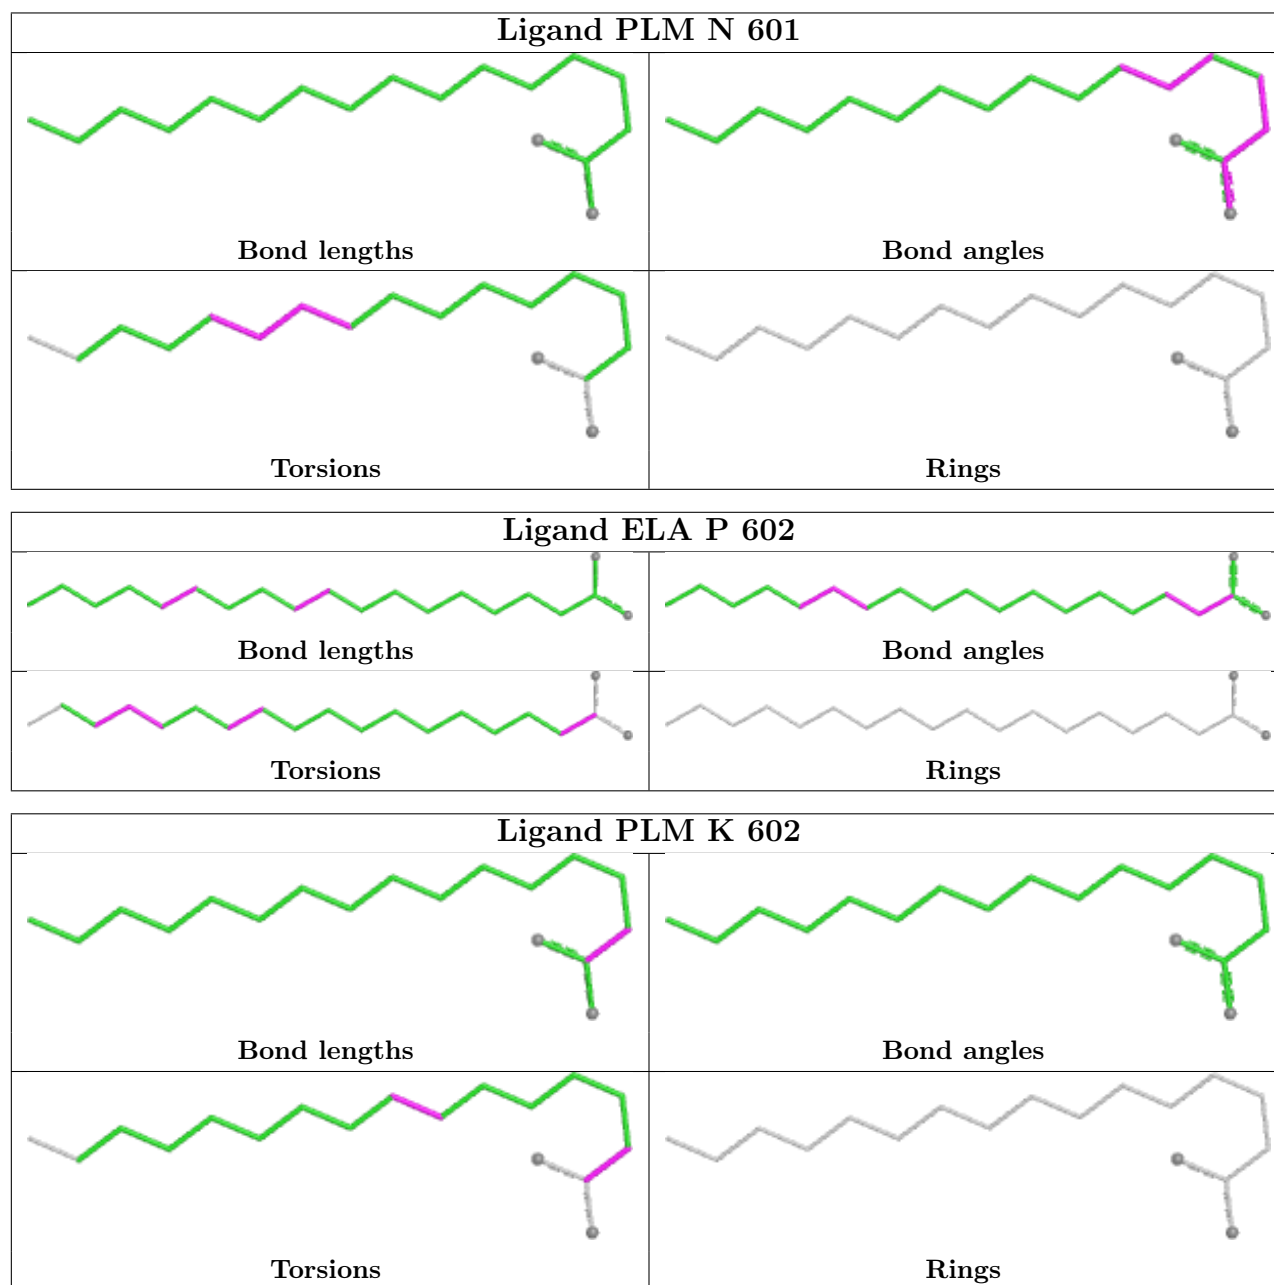 Ligand PLM N 601
Bond lengths
Bond angles
Torsions
Rings
Ligand ELA P 602
Bond lengths
Bond angles
Torsions
Rings
Ligand PLM K 602
Bond lengths
Bond angles
Torsions
Rings